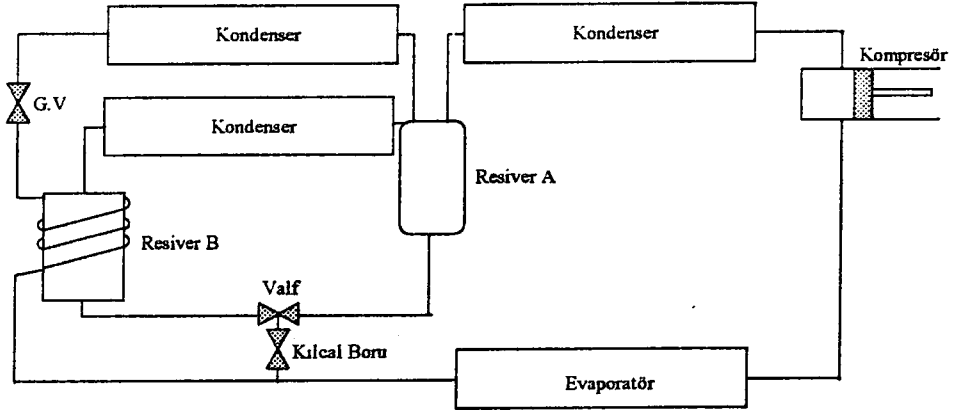 Kondenser
Kondenser
Kompresör
G.V
Kondenser
Resiver A
Resiver B
Valf
Kılcal Boru
Evaporatör